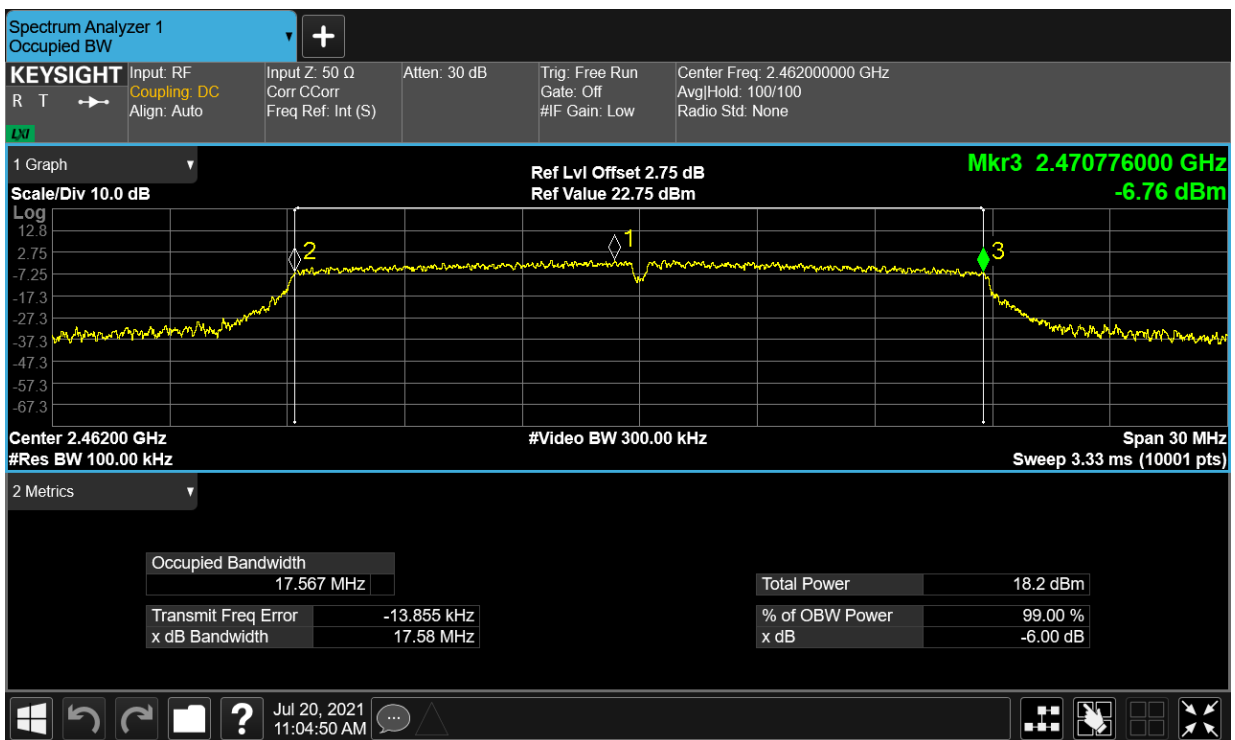 Spectrum Analyzer 1
Occupied BW
KEYSIGHT
R T
LXI
Input: RF
Coupling: DC
Align: Auto
Input Z: 50 Ω
Corr CCorr
Freq Ref: Int (S)
Atten: 30 dB
Trig: Free Run
Gate: Off
#IF Gain: Low
Center Freq: 2.462000000 GHz
Avg|Hold: 100/100
Radio Std: None
1 Graph
Scale/Div 10.0 dB
Ref Lvl Offset 2.75 dB
Ref Value 22.75 dBm
Mkr3 2.470776000 GHz
-6.76 dBm
Log
12.8
2.75
-7.25
-17.3
-27.3
-37.3
-47.3
-57.3
-67.3
2
1
3
Center 2.46200 GHz
#Res BW 100.00 kHz
#Video BW 300.00 kHz
Span 30 MHz
Sweep 3.33 ms (10001 pts)
2 Metrics
Occupied Bandwidth
17.567 MHz
Transmit Freq Error -13.855 kHz
x dB Bandwidth 17.58 MHz
Total Power 18.2 dBm
% of OBW Power 99.00 %
x dB -6.00 dB
?
Jul 20, 2021
11:04:50 AM